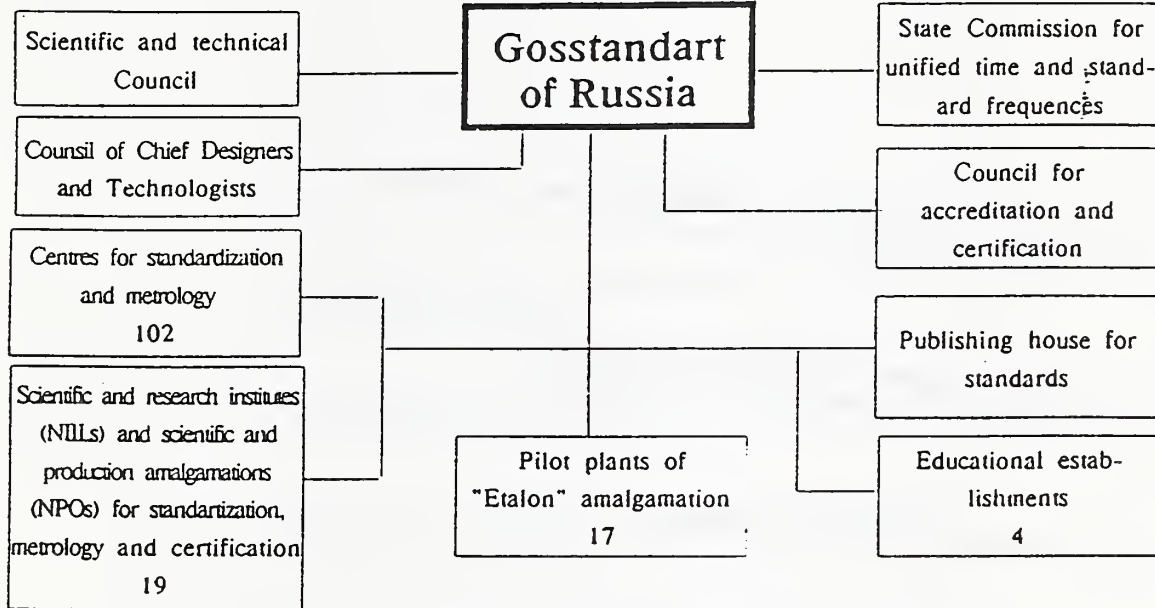 Gosstandart
of Russia
Scientific and technical
Council
Counsil of Chief Designers
and Technologists
Centres for standardization
and metrology
102
Scientific and research institutes
(NIILs) and scientific and
production amalgamations
(NPOs) for standartization,
metrology and certification
19
Pilot plants of
"Etalon" amalgamation
17
State Commission for
unified time and stand-
ard frequences
Council for
accreditation and
certification
Publishing house for
standards
Educational estab-
lishments
4